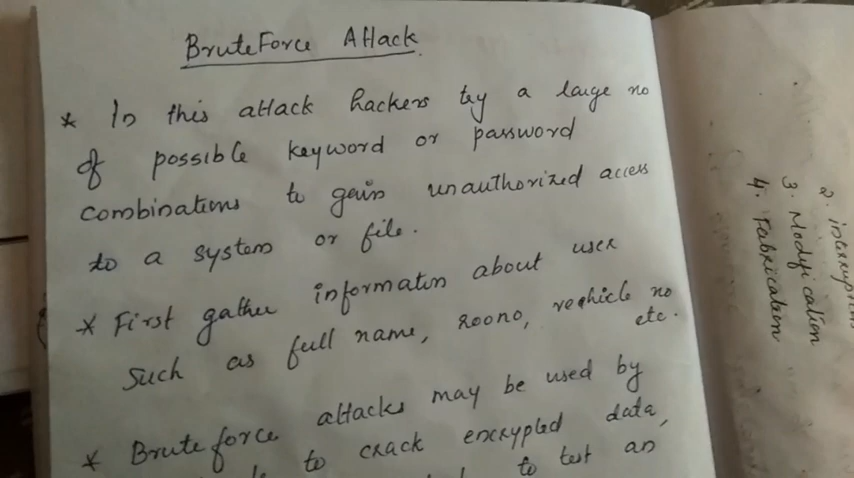 BruteForce Attack
* In this attack hackers try a large no
of possible keyword or password
combinations to gain unauthorized access
to a system or file.
* First gather information about user
Such as full name, roono, vehicle no
etc.
* Brute force attacks may be used by
to crack encrypted data,
to test an
2. interruption
3. Modification
4. Fabrication